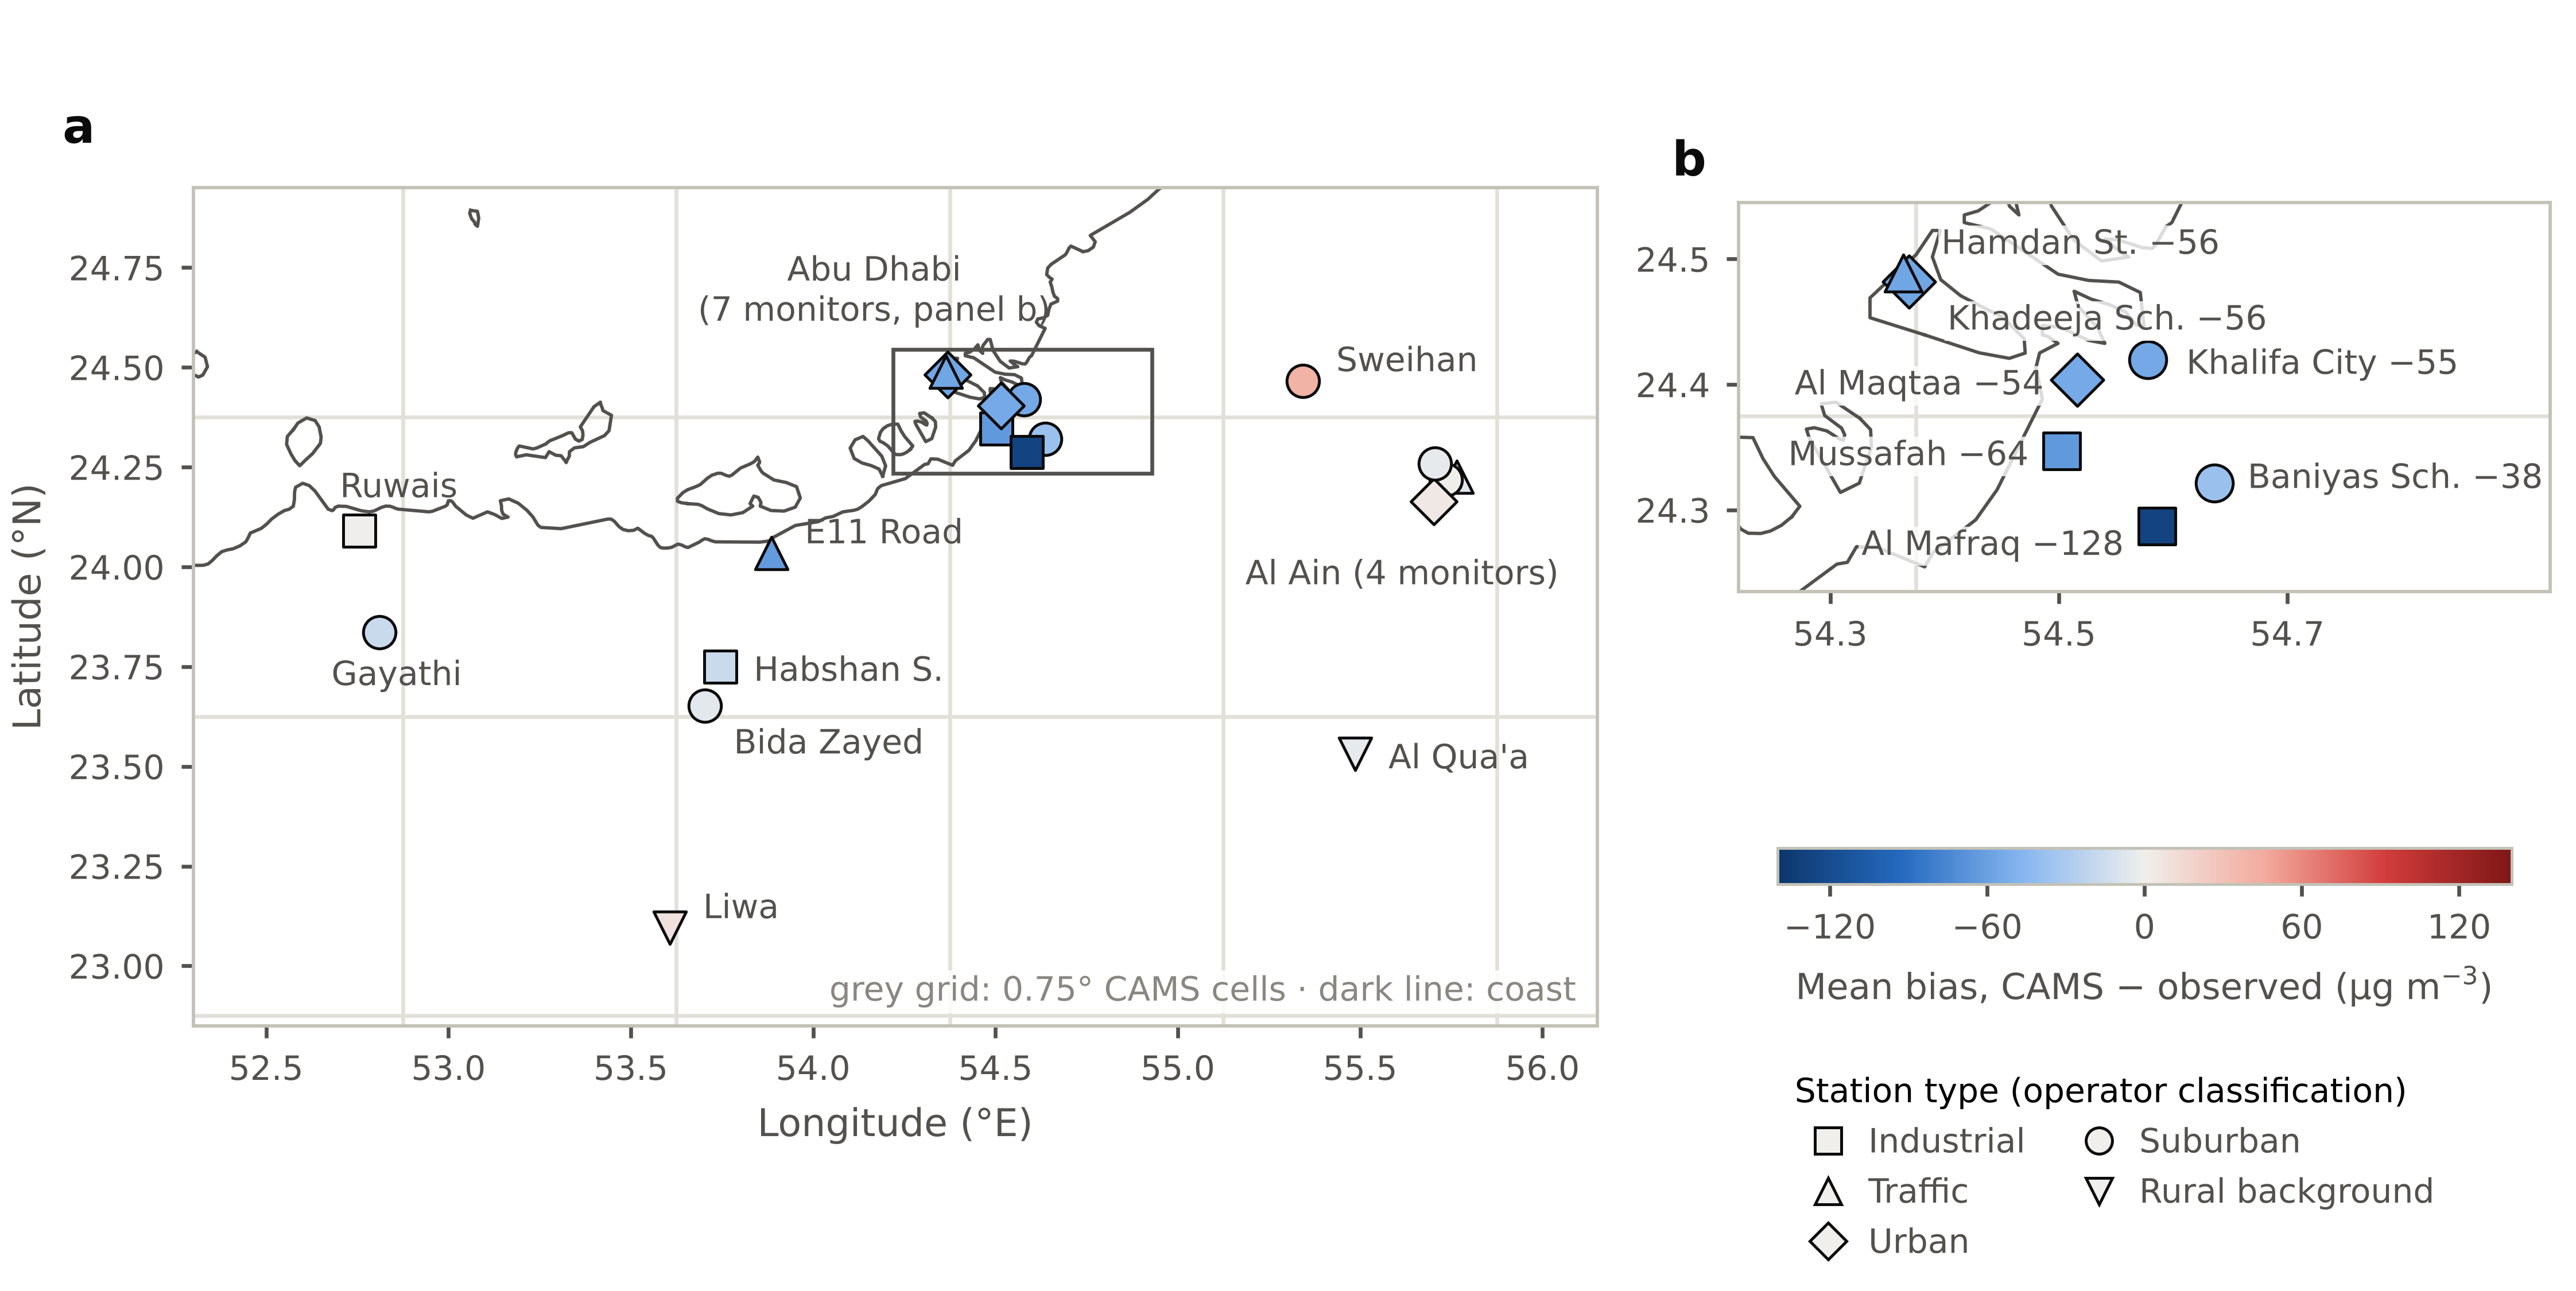 a
Abu Dhabi
(7 monitors, panel b)
Sweihan
Ruwais
E11 Road
Al Ain (4 monitors)
Gayathi
Habshan S.
Bida Zayed
Al Qua'a
Liwa
grey grid: 0.75° CAMS cells · dark line: coast
24.75
24.50
24.25
24.00
23.75
23.50
23.25
23.00
Latitude (°N)
52.5 53.0 53.5 54.0 54.5 55.0 55.5 56.0
Longitude (°E)
b
Hamdan St. −56
Khadeeja Sch. −56
Khalifa City −55
Al Maqtaa −54
Mussafah −64
Baniyas Sch. −38
Al Mafraq −128
24.5
24.4
24.3
54.3 54.5 54.7
−120 −60 0 60 120
Mean bias, CAMS − observed (µg m⁻³)
Station type (operator classification)
Industrial
Traffic
Urban
Suburban
Rural background